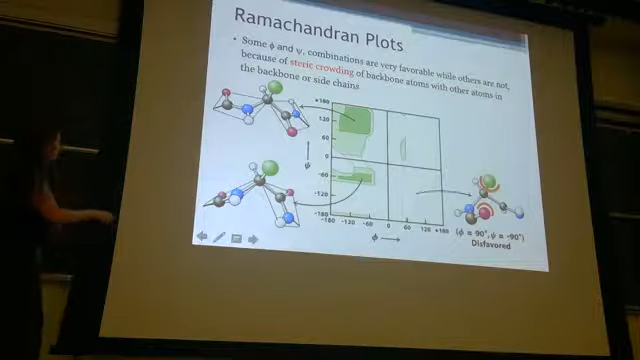 Ramachandran Plots
• Some ϕ and ψ, combinations are very favorable while others are not,
because of steric crowding of backbone atoms with other atoms in
the backbone or side chains
+180
120
60
ψ
0
-60
-120
-180
-180 -120 -60 0 60 120 +180
ϕ
(ϕ = 90°, ψ = -90°)
Disfavored